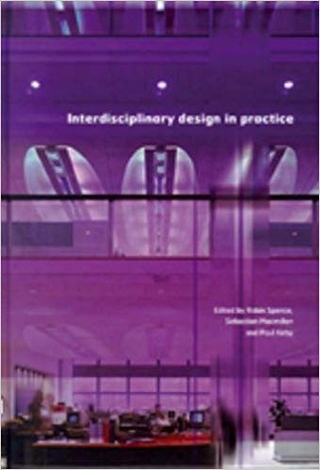 Interdisciplinary design in practice
Edited by Robin Spence,
Sebastian Macmillan
and Paul Kirby